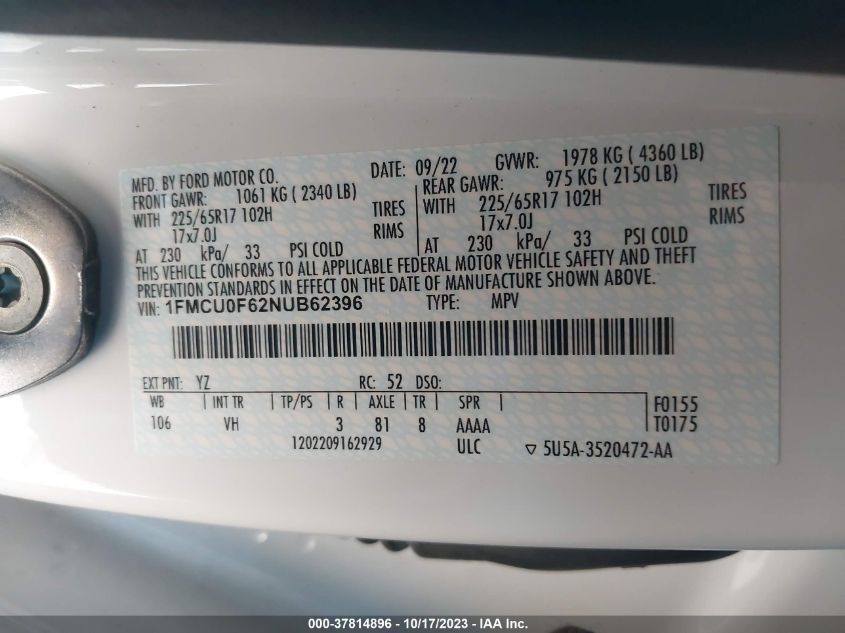 MFD. BY FORD MOTOR CO. DATE: 09/22 GVWR: 1978 KG ( 4360 LB)
FRONT GAWR: 1061 KG ( 2340 LB) REAR GAWR: 975 KG ( 2150 LB)
WITH 225/65R17 102H TIRES WITH 225/65R17 102H TIRES
17x7.0J RIMS 17x7.0J RIMS
AT 230 kPa/ 33 PSI COLD AT 230 kPa/ 33 PSI COLD
THIS VEHICLE CONFORMS TO ALL APPLICABLE FEDERAL MOTOR VEHICLE SAFETY AND THEFT
PREVENTION STANDARDS IN EFFECT ON THE DATE OF MANUFACTURE SHOWN ABOVE.
VIN: 1FMCU0F62NUB62396 TYPE: MPV
EXT PNT: YZ RC: 52 DSO:
WB INT TR TP/PS R AXLE TR SPR F0155
106 VH 3 81 8 AAAA T0175
1202209162929 ULC ▽ 5U5A-3520472-AA
000-37814896 - 10/17/2023 - IAA Inc.